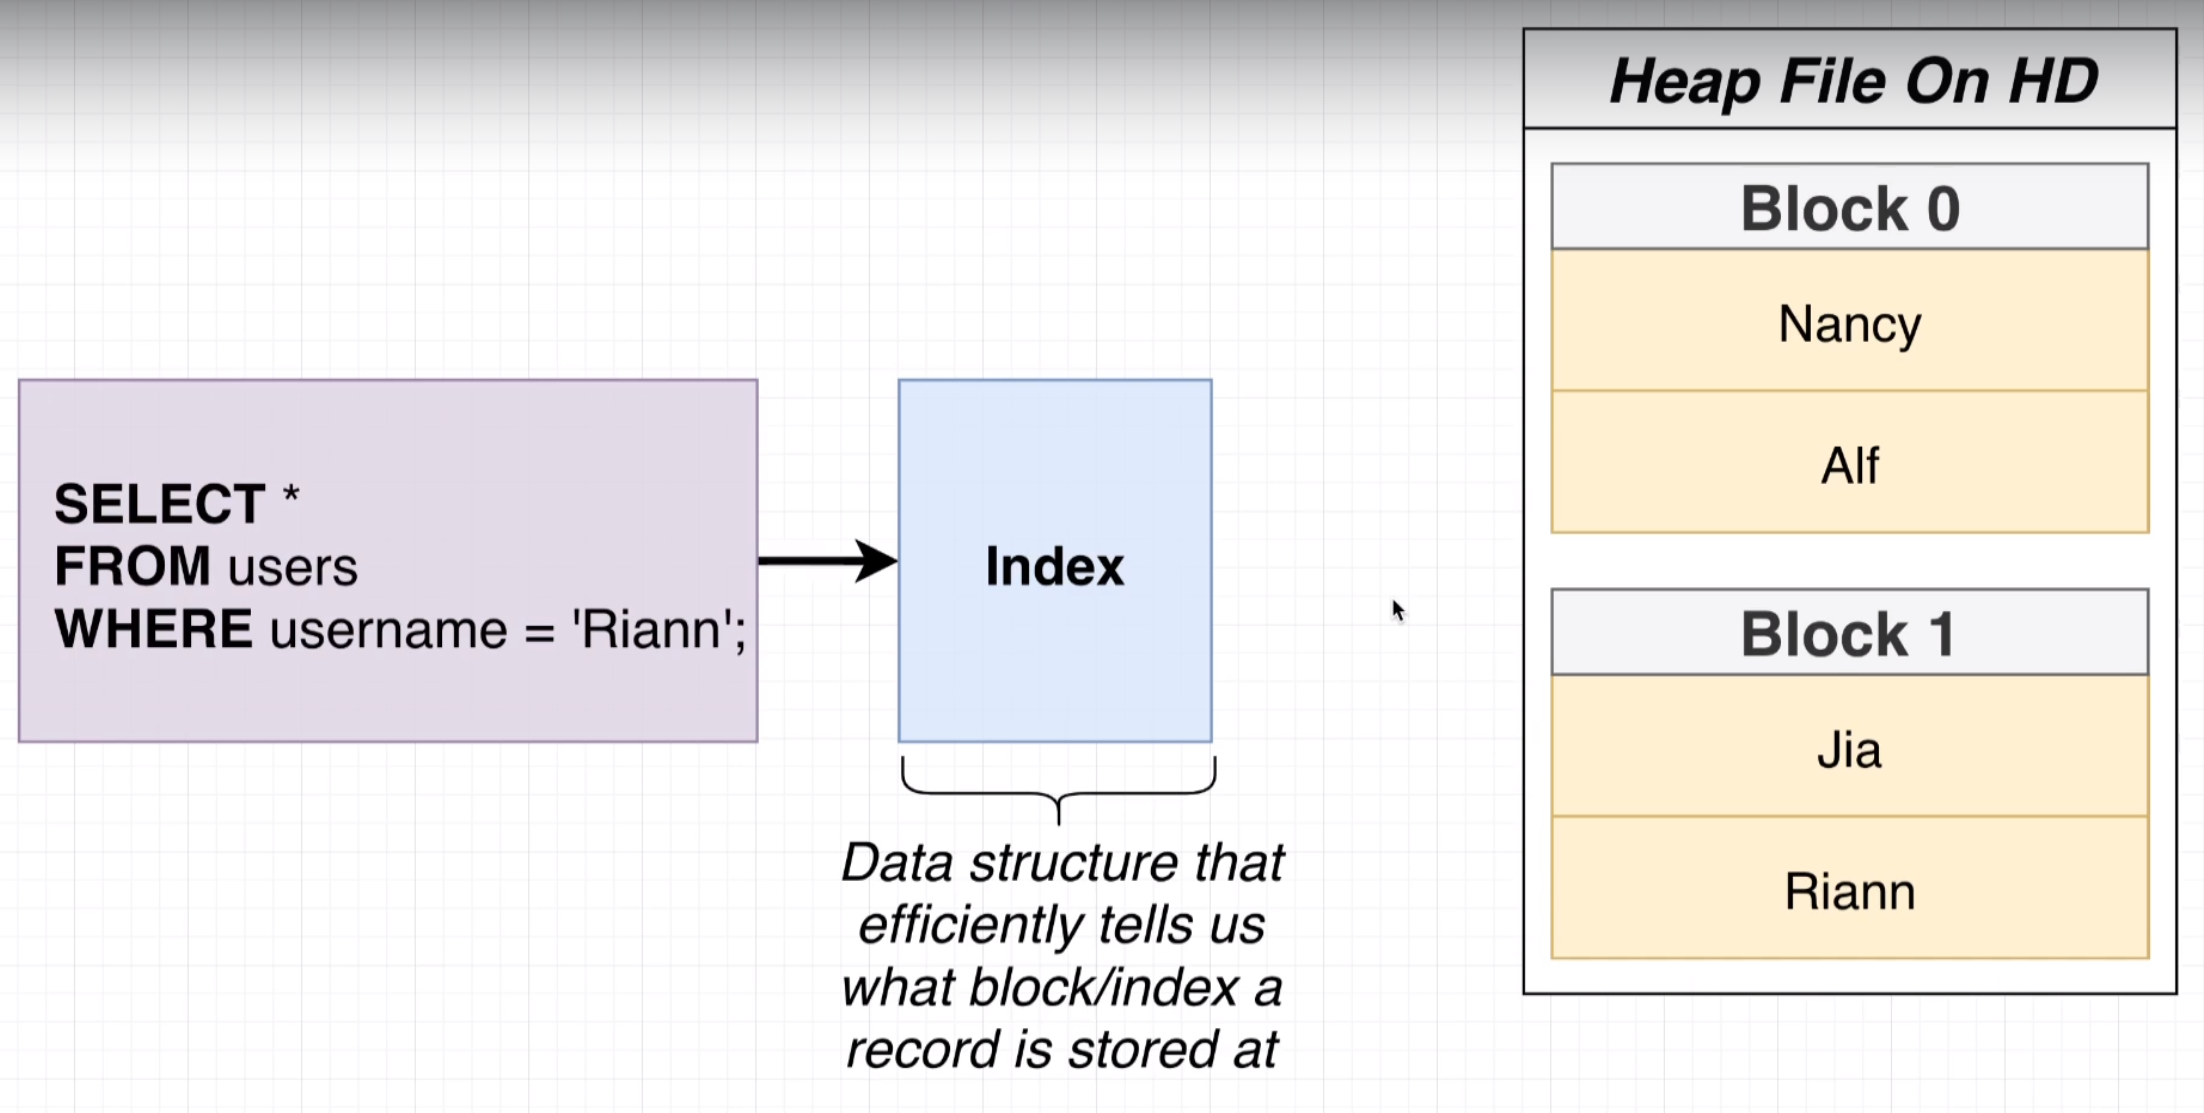 SELECT *
FROM users
WHERE username = 'Riann';
Index
Data structure that
efficiently tells us
what block/index a
record is stored at
Heap File On HD
Block 0
Nancy
Alf
Block 1
Jia
Riann